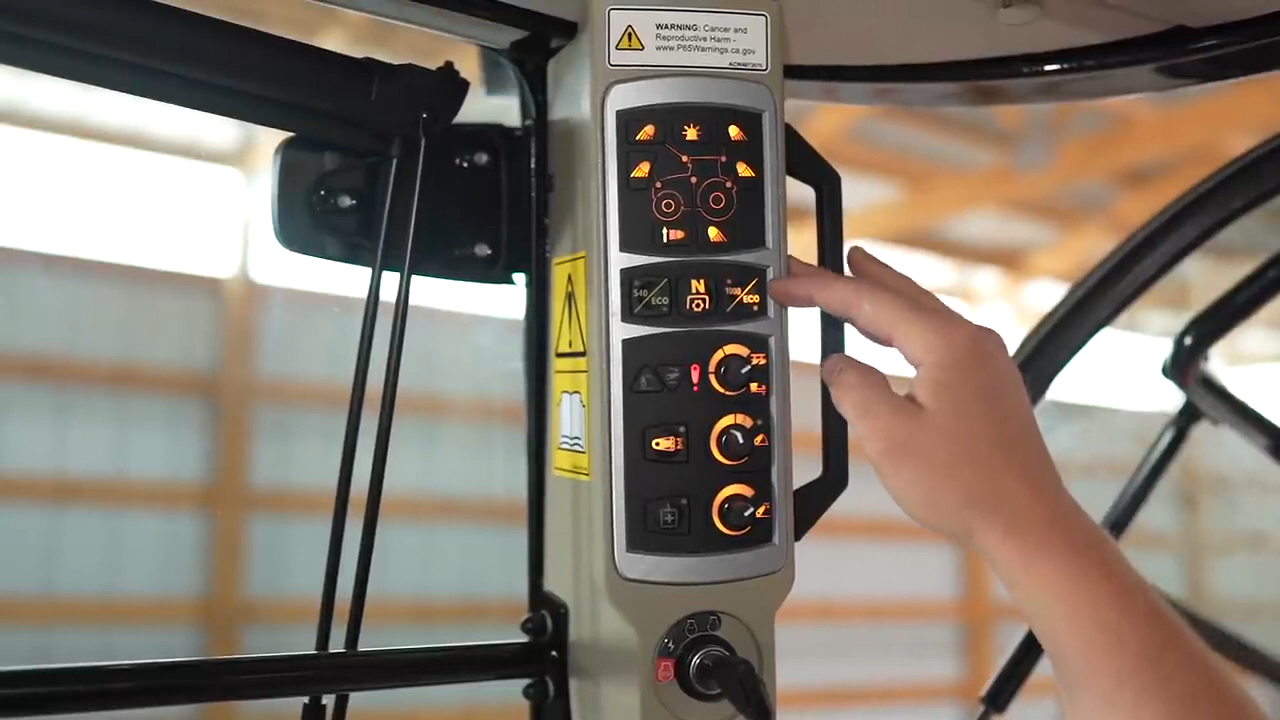 WARNING: Cancer and
Reproductive Harm -
www.P65Warnings.ca.gov
540
ECO
N
1000
ECO